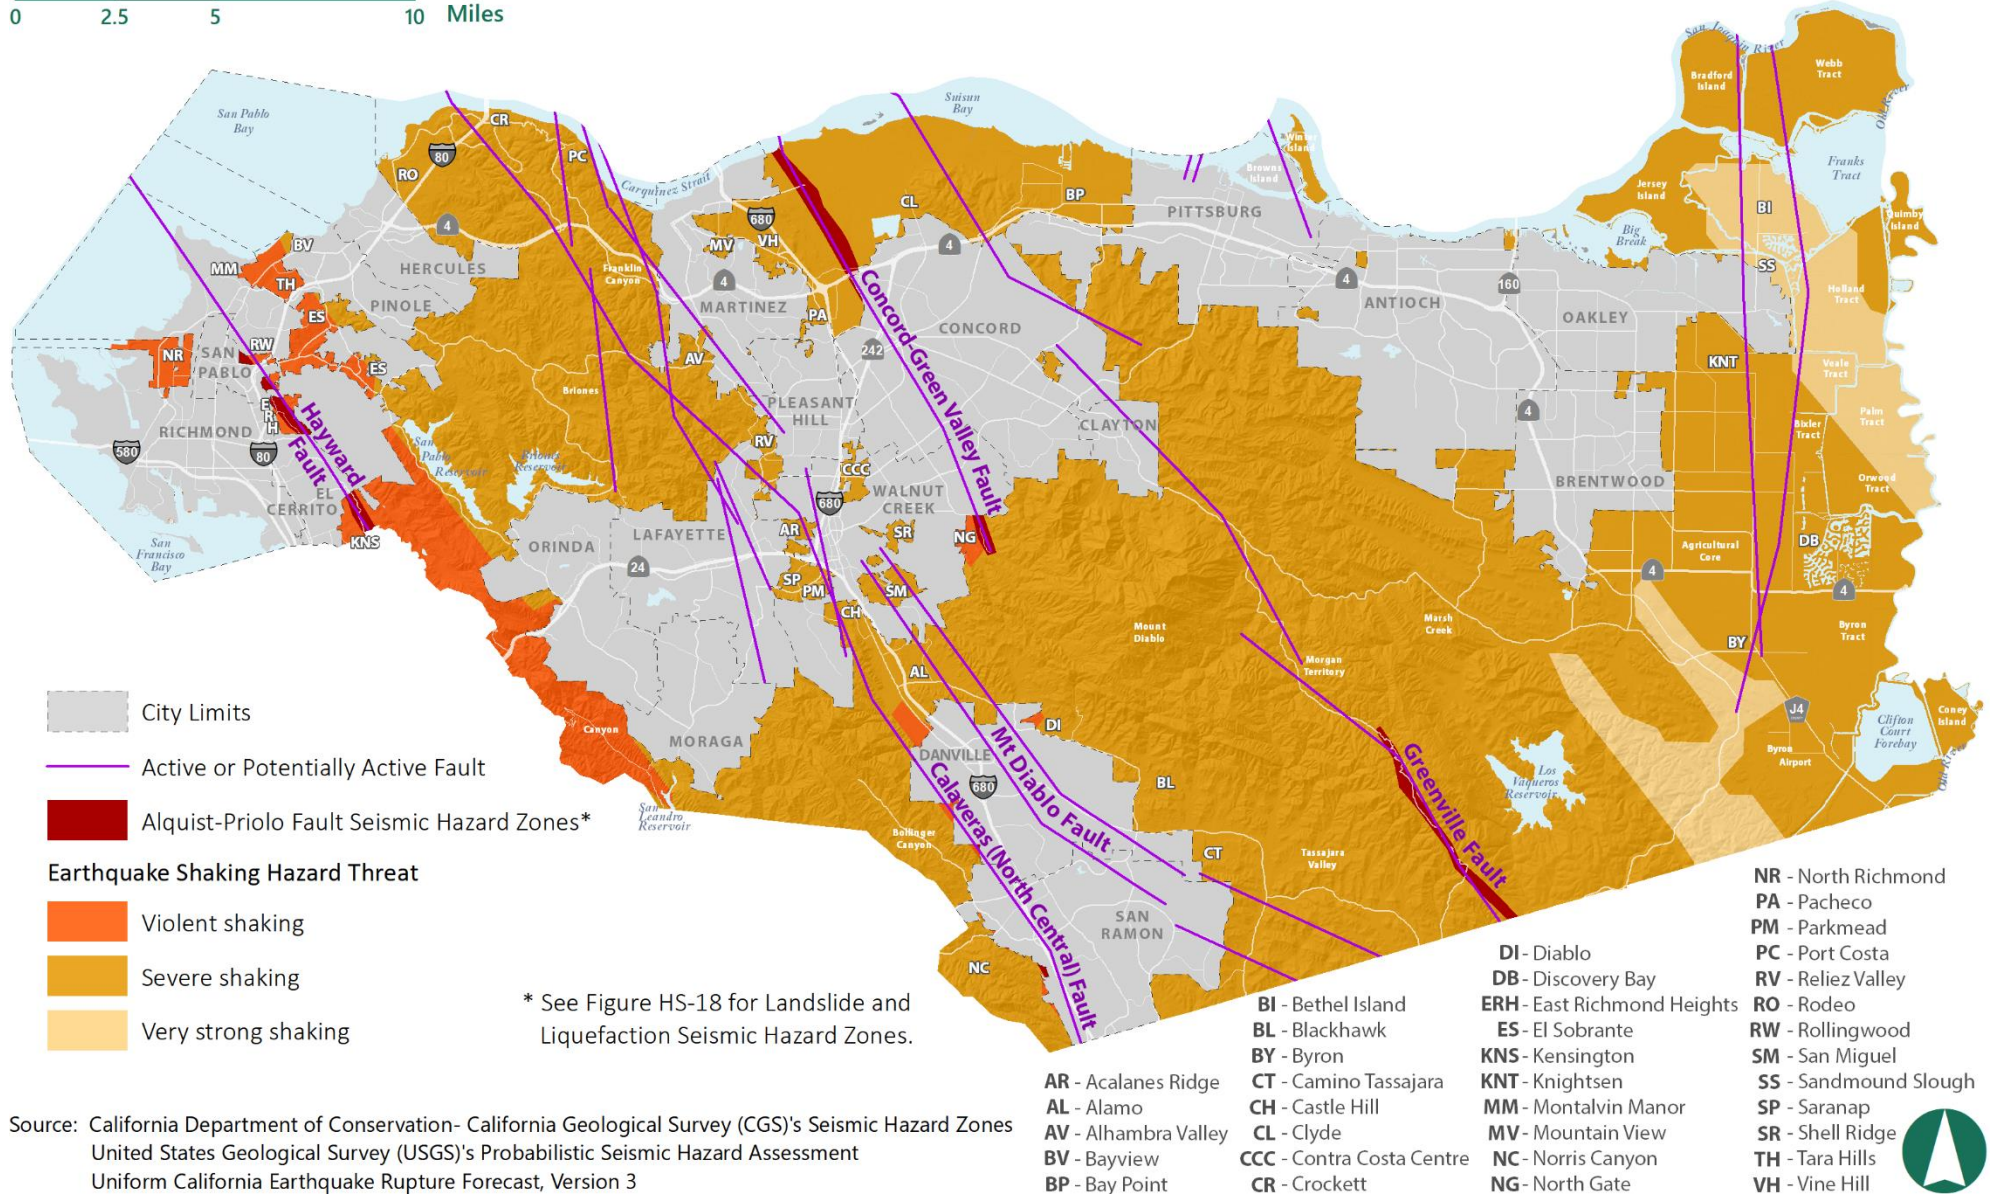 0 2.5 5 10 Miles
San Joaquin River
Webb
Tract
Bradford
Island
Old River
San Pablo
Bay
Suisun
Bay
CR
80
PC
RO
Carquinez Strait
Winter
Island
Browns
Island
Franks
Tract
Jersey
Island
BI
Quimby
Island
CL
BP
PITTSBURG
680
VH
MV
4
4
Big
Break
BV
MM
TH
HERCULES
Franklin
Canyon
4
MARTINEZ
PINOLE
ES
PA
SS
4
160
ANTIOCH
OAKLEY
Holland
Tract
NR
SAN
PABLO
RW
ES
AV
242
CONCORD
KNT
Veale
Tract
Briones
PLEASANT
HILL
CLAYTON
Concord-Green Valley Fault
4
Palm
Tract
Bixler
Tract
ERH
RICHMOND
Hayward
Fault
580
80
San
Pablo
Reservoir
Briones
Reservoir
RV
CCC
680
WALNUT
CREEK
BRENTWOOD
Orwood
Tract
EL
CERRITO
KNS
San
Francisco
Bay
ORINDA
LAFAYETTE
AR
SR
NG
24
SP
PM
SM
CH
Agricultural
Core
DB
4
4
Mount
Diablo
Marsh
Creek
BY
Byron
Tract
Morgan
Territory
AL
City Limits
Canyon
MORAGA
DANVILLE
DI
J4
Clifton
Court
Forebay
Coney
Island
Byron
Airport
Old River
Active or Potentially Active Fault
680
Mt Diablo Fault
BL
Greenville Fault
Los
Vaqueros
Reservoir
San
Leandro
Reservoir
Alquist-Priolo Fault Seismic Hazard Zones*
Bollinger
Canyon
Calaveras (North Central) Fault
CT
Tassajara
Valley
Earthquake Shaking Hazard Threat
Violent shaking
SAN
RAMON
NC
Severe shaking
Very strong shaking
* See Figure HS-18 for Landslide and
Liquefaction Seismic Hazard Zones.
AR - Acalanes Ridge
AL - Alamo
AV - Alhambra Valley
BV - Bayview
BP - Bay Point
BI - Bethel Island
BL - Blackhawk
BY - Byron
CT - Camino Tassajara
CH - Castle Hill
CL - Clyde
CCC - Contra Costa Centre
CR - Crockett
DI - Diablo
DB - Discovery Bay
ERH - East Richmond Heights
ES - El Sobrante
KNS - Kensington
KNT - Knightsen
MM - Montalvin Manor
MV - Mountain View
NC - Norris Canyon
NG - North Gate
NR - North Richmond
PA - Pacheco
PM - Parkmead
PC - Port Costa
RV - Reliez Valley
RO - Rodeo
RW - Rollingwood
SM - San Miguel
SS - Sandmound Slough
SP - Saranap
SR - Shell Ridge
TH - Tara Hills
VH - Vine Hill
Source: California Department of Conservation- California Geological Survey (CGS)'s Seismic Hazard Zones
United States Geological Survey (USGS)'s Probabilistic Seismic Hazard Assessment
Uniform California Earthquake Rupture Forecast, Version 3